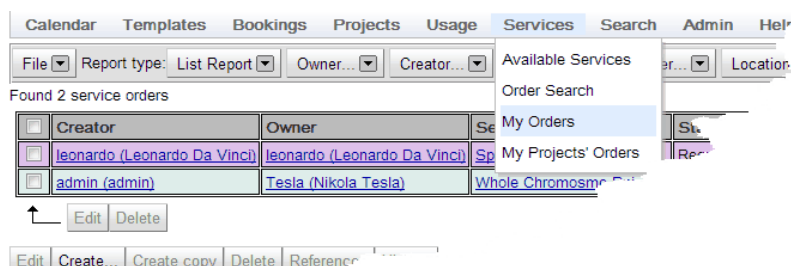 Calendar Templates Bookings Projects Usage Services Search Admin
File Report type: List Report Owner... Creator... Available Services
Order Search
My Orders
My Projects' Orders
Found 2 service orders
Creator Owner
leonardo (Leonardo Da Vinci) leonardo (Leonardo Da Vinci)
admin (admin) Tesla (Nikola Tesla) Whole
Edit Delete
Edit Create... Create copy Delete